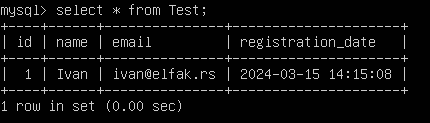 mysql> select * from Test;
+----+------+---------------+---------------------+
| id | name | email         | registration_date   |
+----+------+---------------+---------------------+
|  1 | Ivan | ivan@elfak.rs | 2024-03-15 14:15:08 |
+----+------+---------------+---------------------+
1 row in set (0.00 sec)